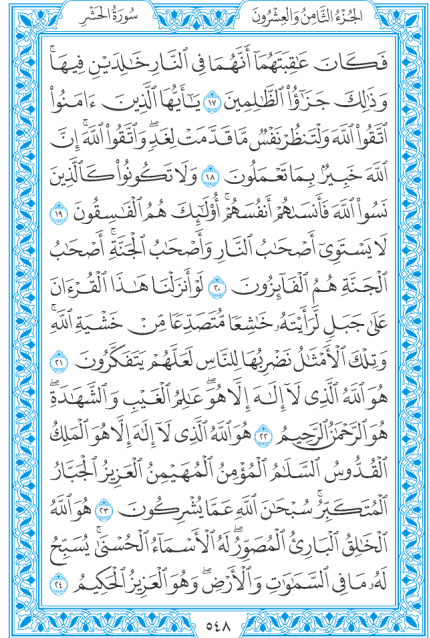 الجُزْءُ الثَّامِنُ وَالعِشْرُونَ سُورَةُ الحَشْرِ
فَكَانَ عَٰقِبَتَهُمَآ أَنَّهُمَا فِي ٱلنَّارِ خَٰلِدَيْنِ فِيهَاۚ
وَذَٰلِكَ جَزَٰٓؤُاْ ٱلظَّٰلِمِينَ ١٧ يَٰٓأَيُّهَا ٱلَّذِينَ ءَامَنُواْ
ٱتَّقُواْ ٱللَّهَ وَلْتَنظُرْ نَفْسٌ مَّا قَدَّمَتْ لِغَدٍۖ وَٱتَّقُواْ ٱللَّهَۚ إِنَّ
ٱللَّهَ خَبِيرٌۢ بِمَا تَعْمَلُونَ ١٨ وَلَا تَكُونُواْ كَٱلَّذِينَ
نَسُواْ ٱللَّهَ فَأَنسَىٰهُمْ أَنفُسَهُمْۚ أُوْلَٰٓئِكَ هُمُ ٱلْفَٰسِقُونَ ١٩
لَا يَسْتَوِيٓ أَصْحَٰبُ ٱلنَّارِ وَأَصْحَٰبُ ٱلْجَنَّةِۚ أَصْحَٰبُ
ٱلْجَنَّةِ هُمُ ٱلْفَآئِزُونَ ٢٠ لَوْ أَنزَلْنَا هَٰذَا ٱلْقُرْءَانَ
عَلَىٰ جَبَلٍ لَّرَأَيْتَهُۥ خَٰشِعًا مُّتَصَدِّعًا مِّنْ خَشْيَةِ ٱللَّهِۚ
وَتِلْكَ ٱلْأَمْثَٰلُ نَضْرِبُهَا لِلنَّاسِ لَعَلَّهُمْ يَتَفَكَّرُونَ ٢١
هُوَ ٱللَّهُ ٱلَّذِي لَآ إِلَٰهَ إِلَّا هُوَۖ عَٰلِمُ ٱلْغَيْبِ وَٱلشَّهَٰدَةِۖ
هُوَ ٱلرَّحْمَٰنُ ٱلرَّحِيمُ ٢٢ هُوَ ٱللَّهُ ٱلَّذِي لَآ إِلَٰهَ إِلَّا هُوَ ٱلْمَلِكُ
ٱلْقُدُّوسُ ٱلسَّلَٰمُ ٱلْمُؤْمِنُ ٱلْمُهَيْمِنُ ٱلْعَزِيزُ ٱلْجَبَّارُ
ٱلْمُتَكَبِّرُۚ سُبْحَٰنَ ٱللَّهِ عَمَّا يُشْرِكُونَ ٢٣ هُوَ ٱللَّهُ
ٱلْخَٰلِقُ ٱلْبَارِئُ ٱلْمُصَوِّرُۖ لَهُ ٱلْأَسْمَآءُ ٱلْحُسْنَىٰۚ يُسَبِّحُ
لَهُۥ مَا فِي ٱلسَّمَٰوَٰتِ وَٱلْأَرْضِۖ وَهُوَ ٱلْعَزِيزُ ٱلْحَكِيمُ ٢٤
٥٤٨